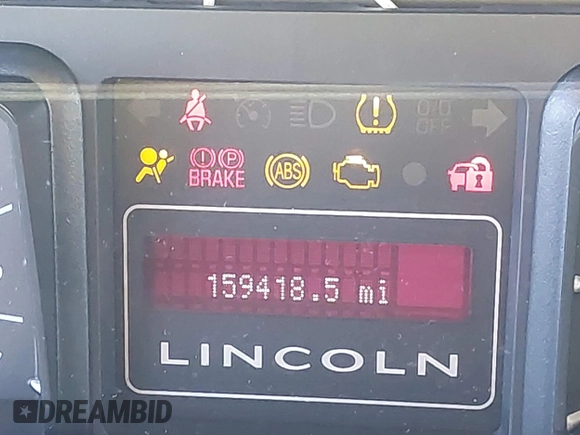 O/D
OFF
BRAKE
ABS
159418.5 mi
LINCOLN
DREAMBID